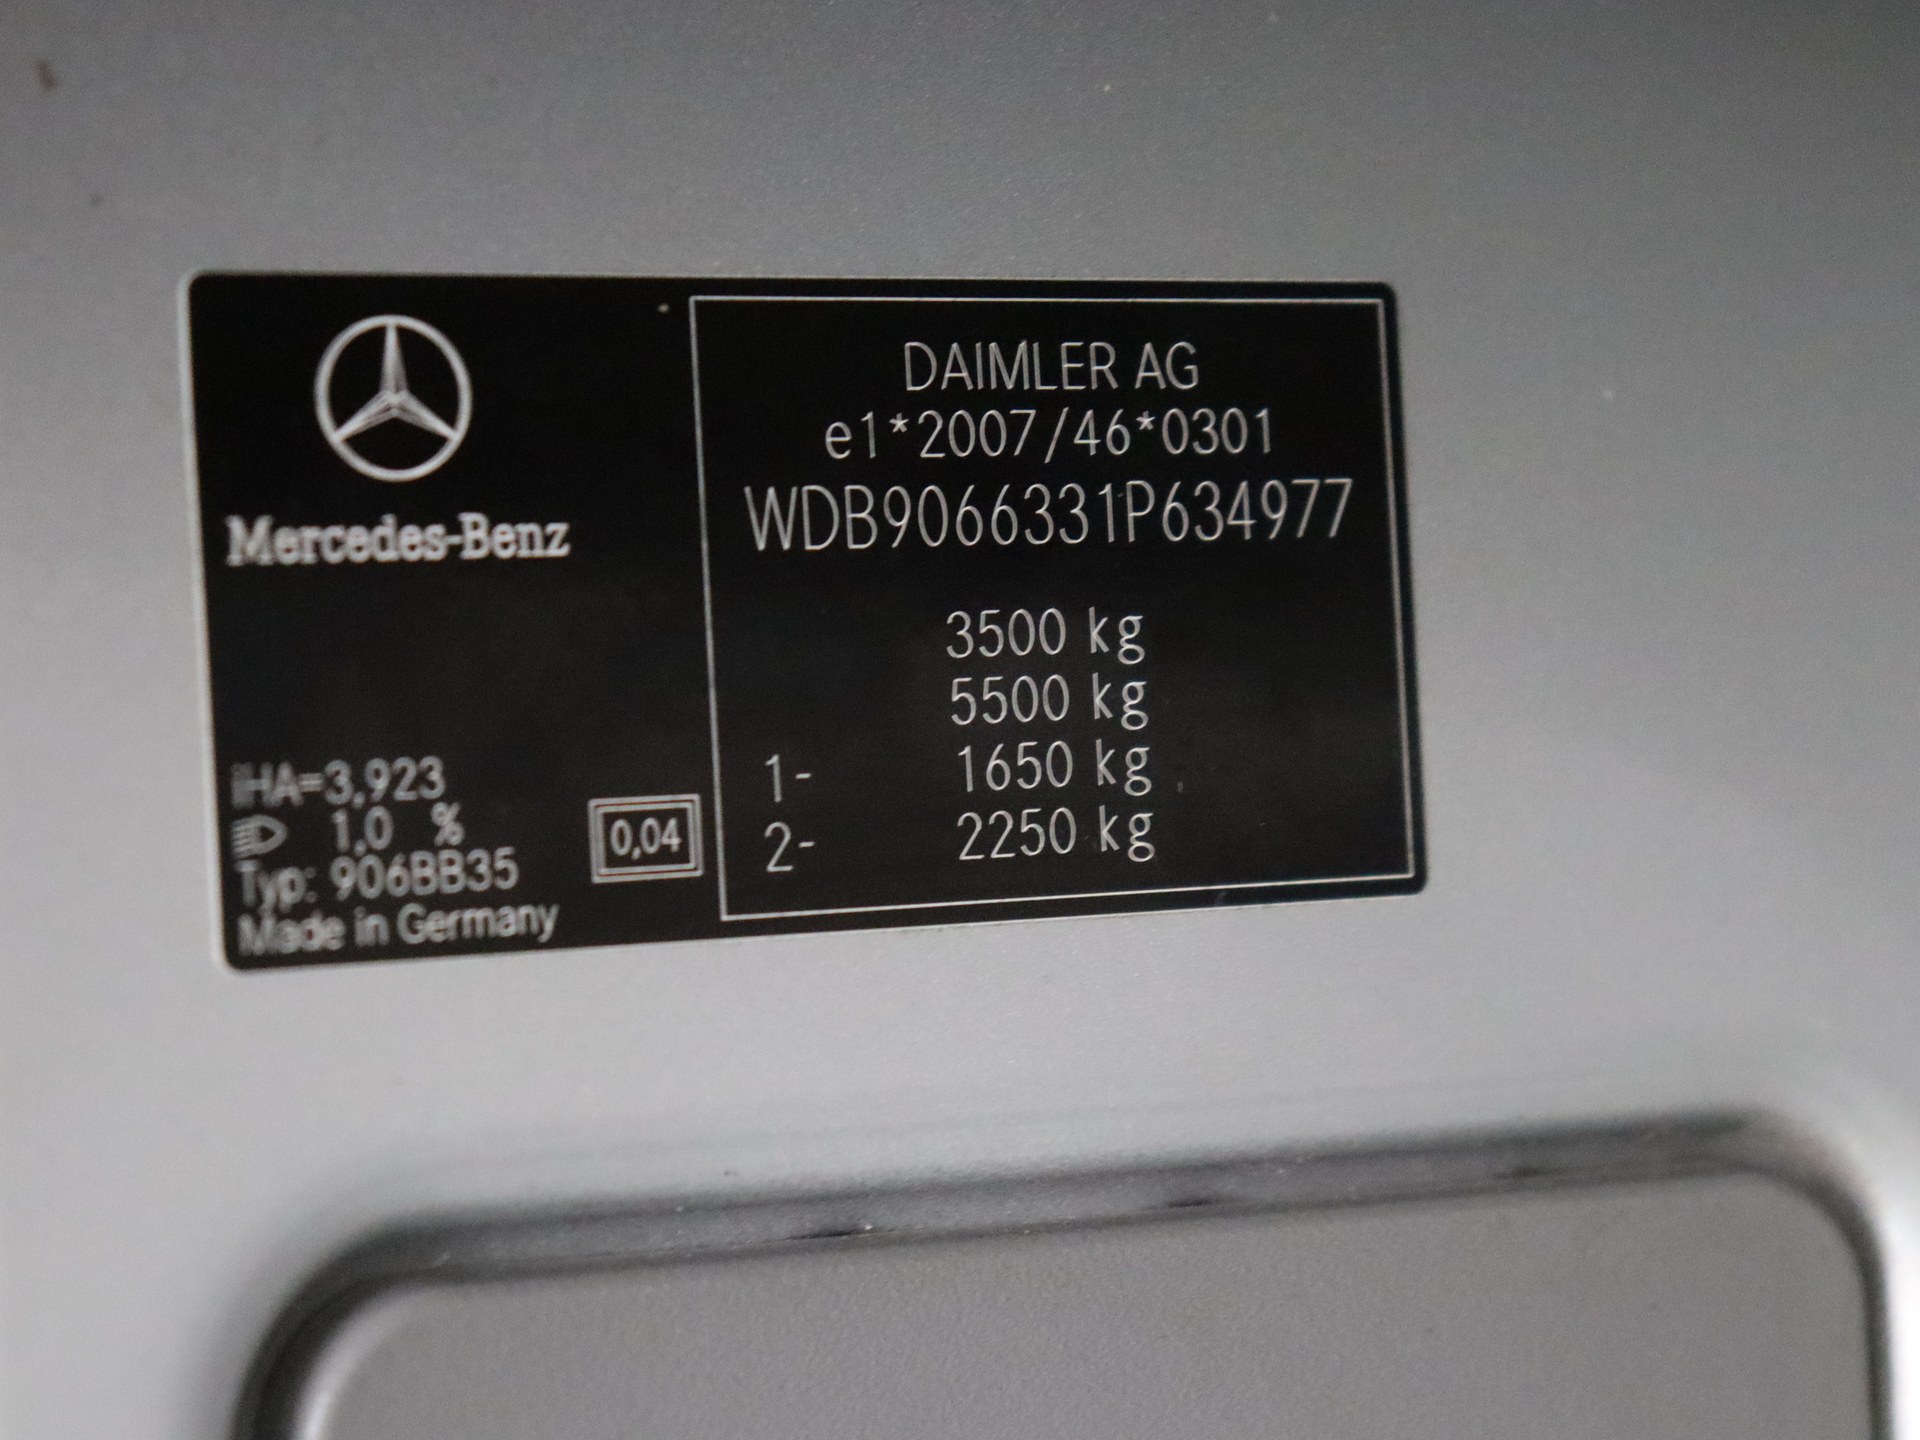 Mercedes-Benz
iHA=3,923
1,0 %
Typ: 906BB35
Made in Germany
0,04
DAIMLER AG
e1*2007/46*0301
WDB9066331P634977
3500 kg
5500 kg
1- 1650 kg
2- 2250 kg